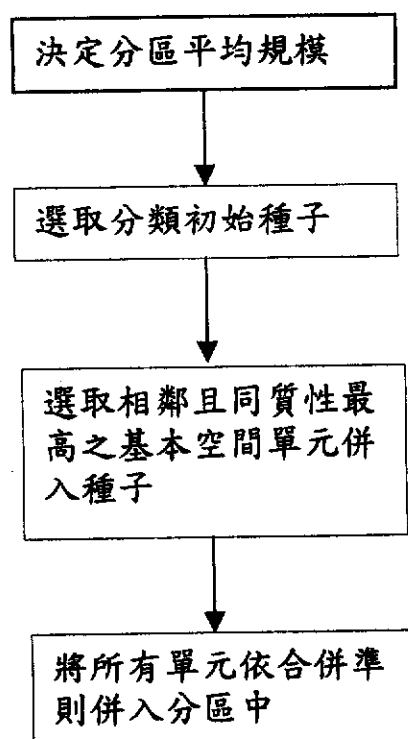 決定分區平均規模
選取分類初始種子
選取相鄰且同質性最
高之基本空間單元併
入種子
將所有單元依合併準
則併入分區中